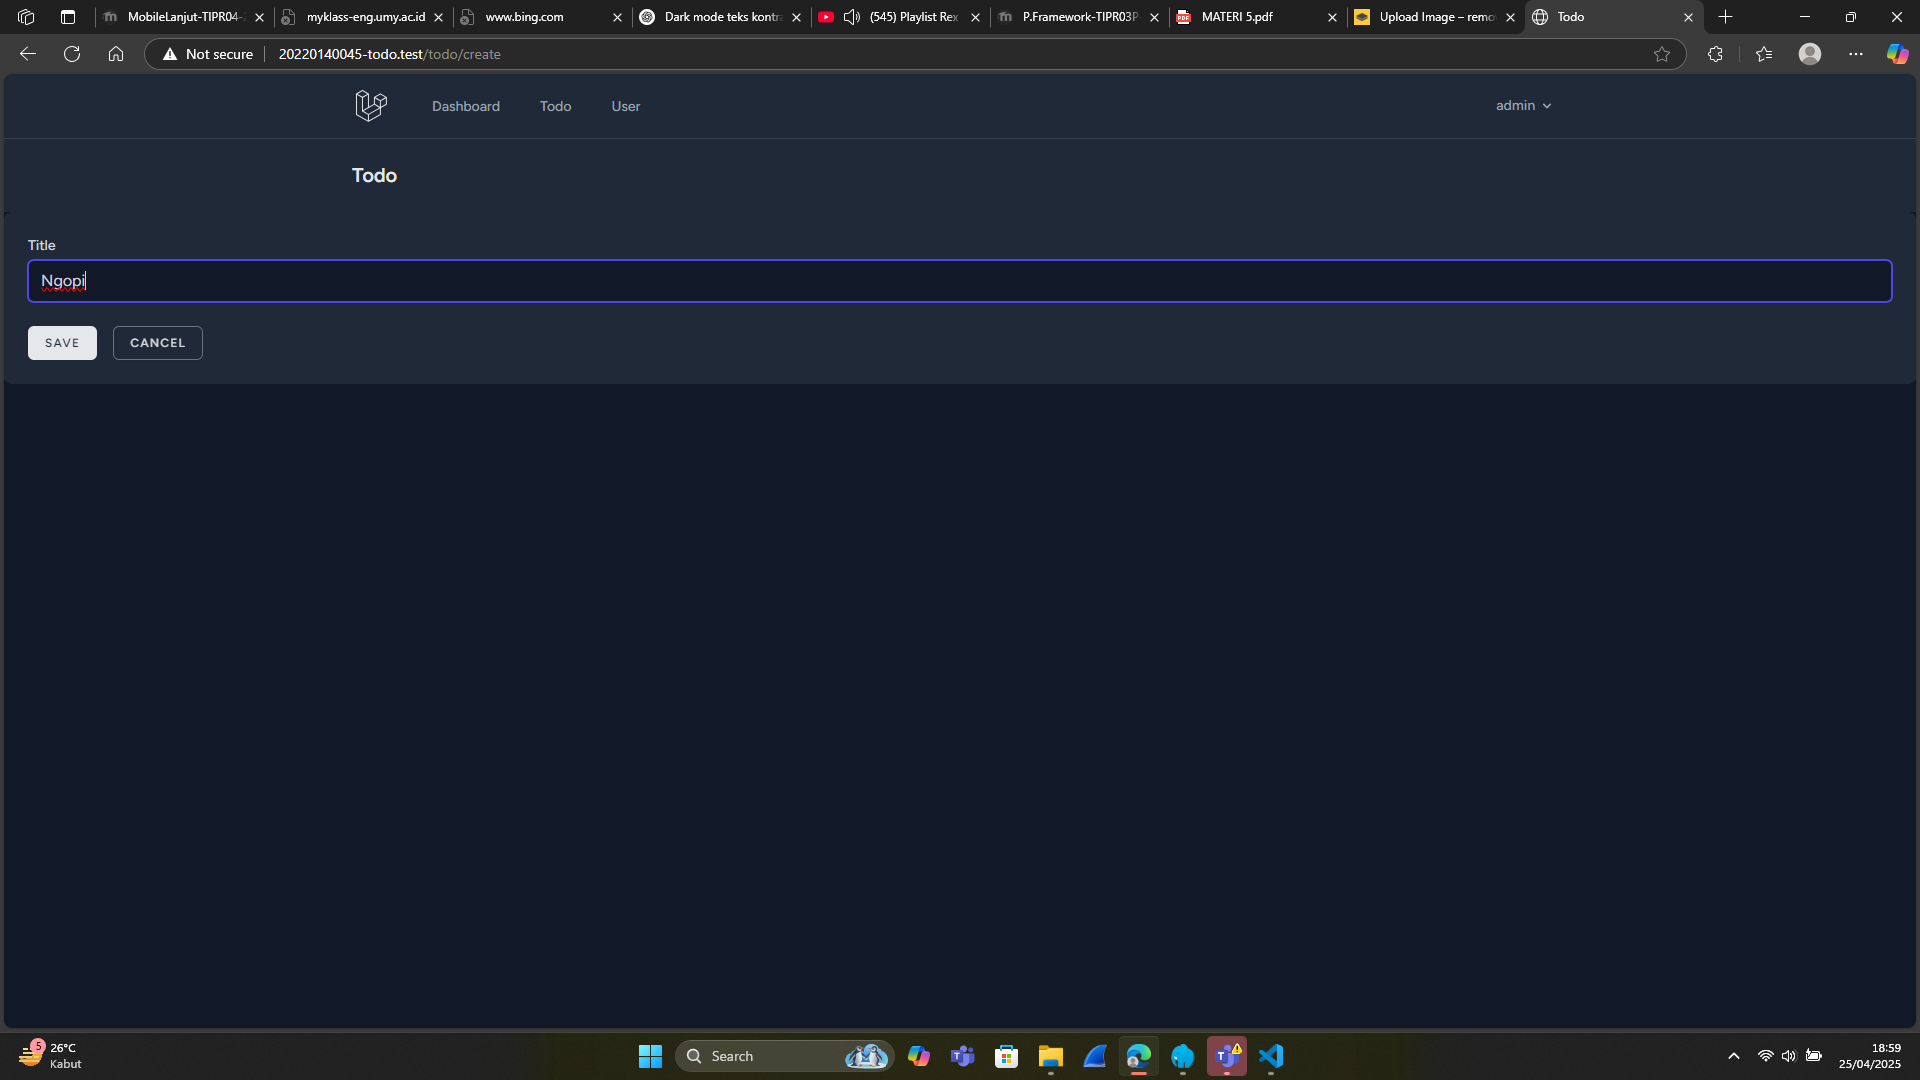 MobileLanjut-TIPR04-2
myklass-eng.umy.ac.id
www.bing.com
Dark mode teks kontra
(545) Playlist Rex
P.Framework-TIPR03P
MATERI 5.pdf
Upload Image – remo
Todo
Not secure
20220140045-todo.test/todo/create
Dashboard
Todo
User
admin
Todo
Title
Ngopi
SAVE
CANCEL
5
26°C
Kabut
Search
18:59
25/04/2025